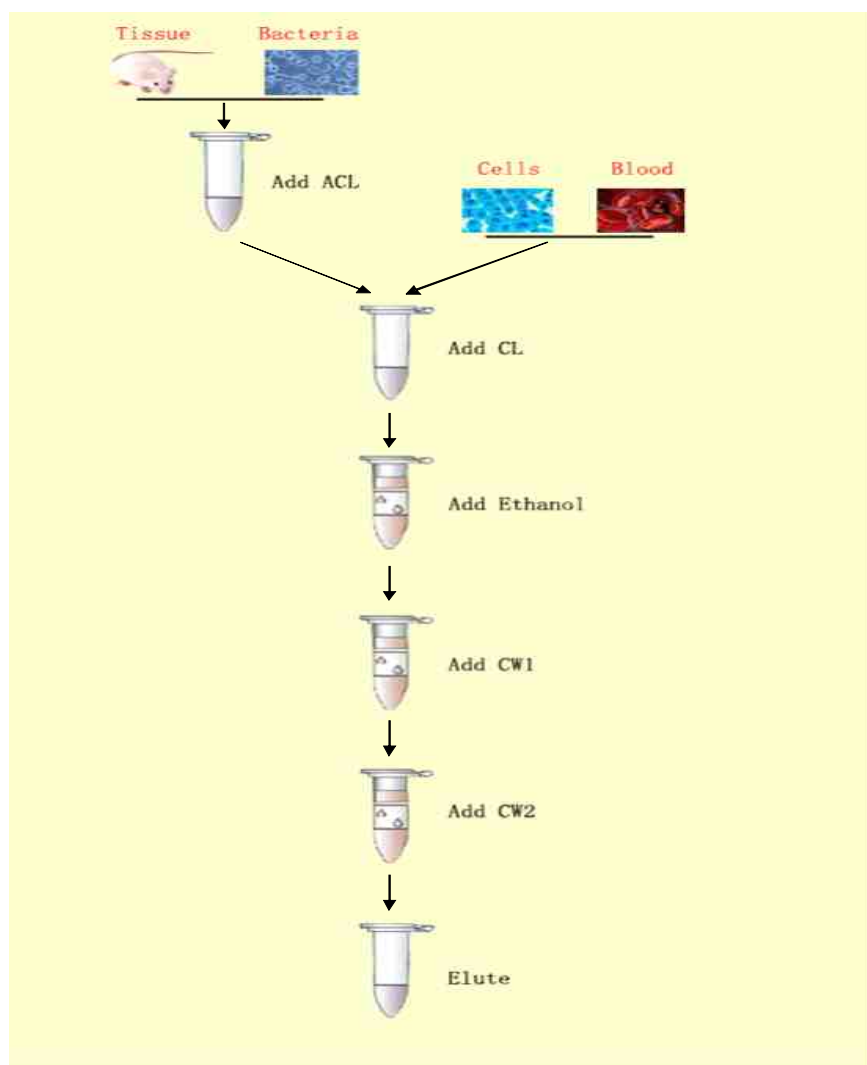 Tissue Bacteria
Add ACL
Cells Blood
Add CL
Add Ethanol
Add CW1
Add CW2
Elute